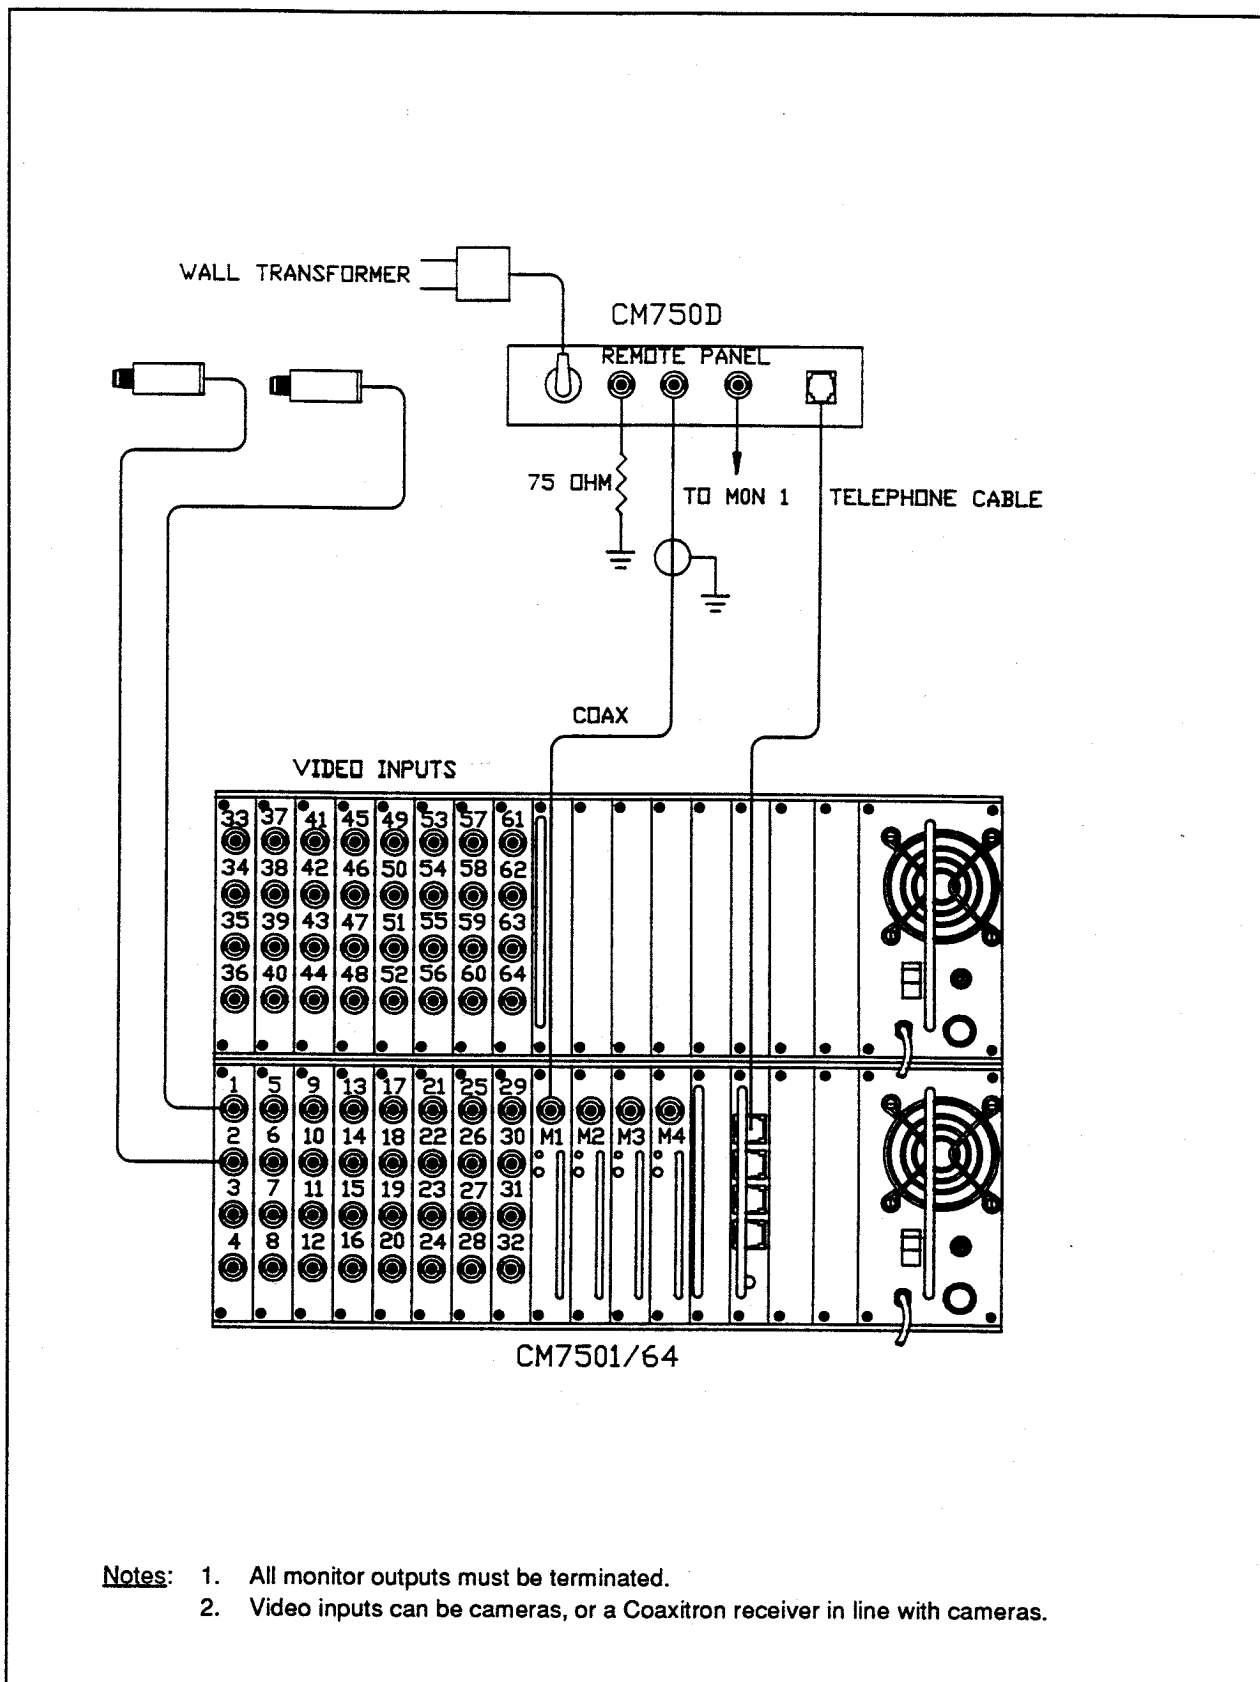 WALL TRANSFORMER
CM750D
REMOTE PANEL
75 OHM
TO MON 1
TELEPHONE CABLE
COAX
VIDEO INPUTS
33 37 41 45 49 53 57 61
34 38 42 46 50 54 58 62
35 39 43 47 51 55 59 63
36 40 44 48 52 56 60 64
1 5 9 13 17 21 25 29
2 6 10 14 18 22 26 30 M1 M2 M3 M4
3 7 11 15 19 23 27 31
4 8 12 16 20 24 28 32
CM7501/64
Notes: 1. All monitor outputs must be terminated.
2. Video inputs can be cameras, or a Coaxitron receiver in line with cameras.